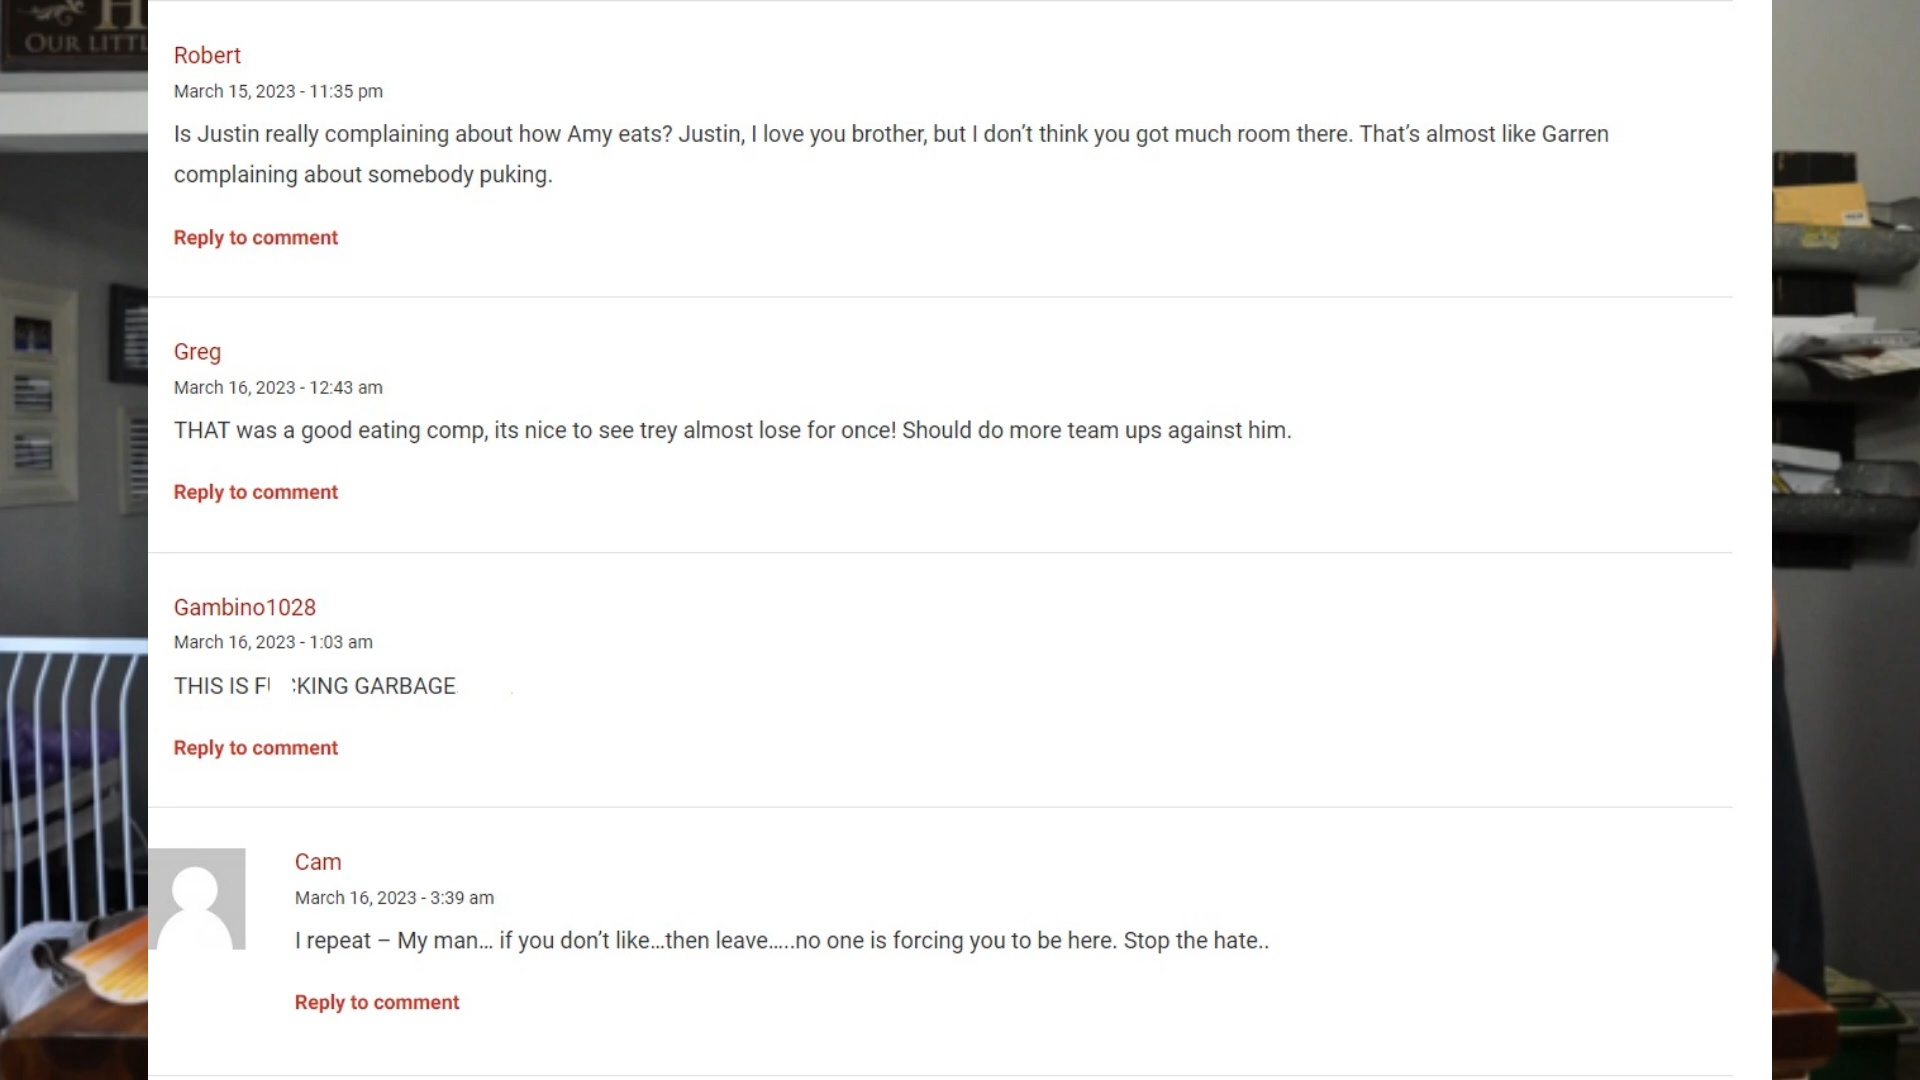 OUR LITTL
Robert
March 15, 2023 - 11:35 pm
Is Justin really complaining about how Amy eats? Justin, I love you brother, but I don’t think you got much room there. That’s almost like Garren
complaining about somebody puking.
Reply to comment
Greg
March 16, 2023 - 12:43 am
THAT was a good eating comp, its nice to see trey almost lose for once! Should do more team ups against him.
Reply to comment
Gambino1028
March 16, 2023 - 1:03 am
THIS IS F KING GARBAGE
Reply to comment
Cam
March 16, 2023 - 3:39 am
I repeat – My man… if you don’t like…then leave…..no one is forcing you to be here. Stop the hate..
Reply to comment